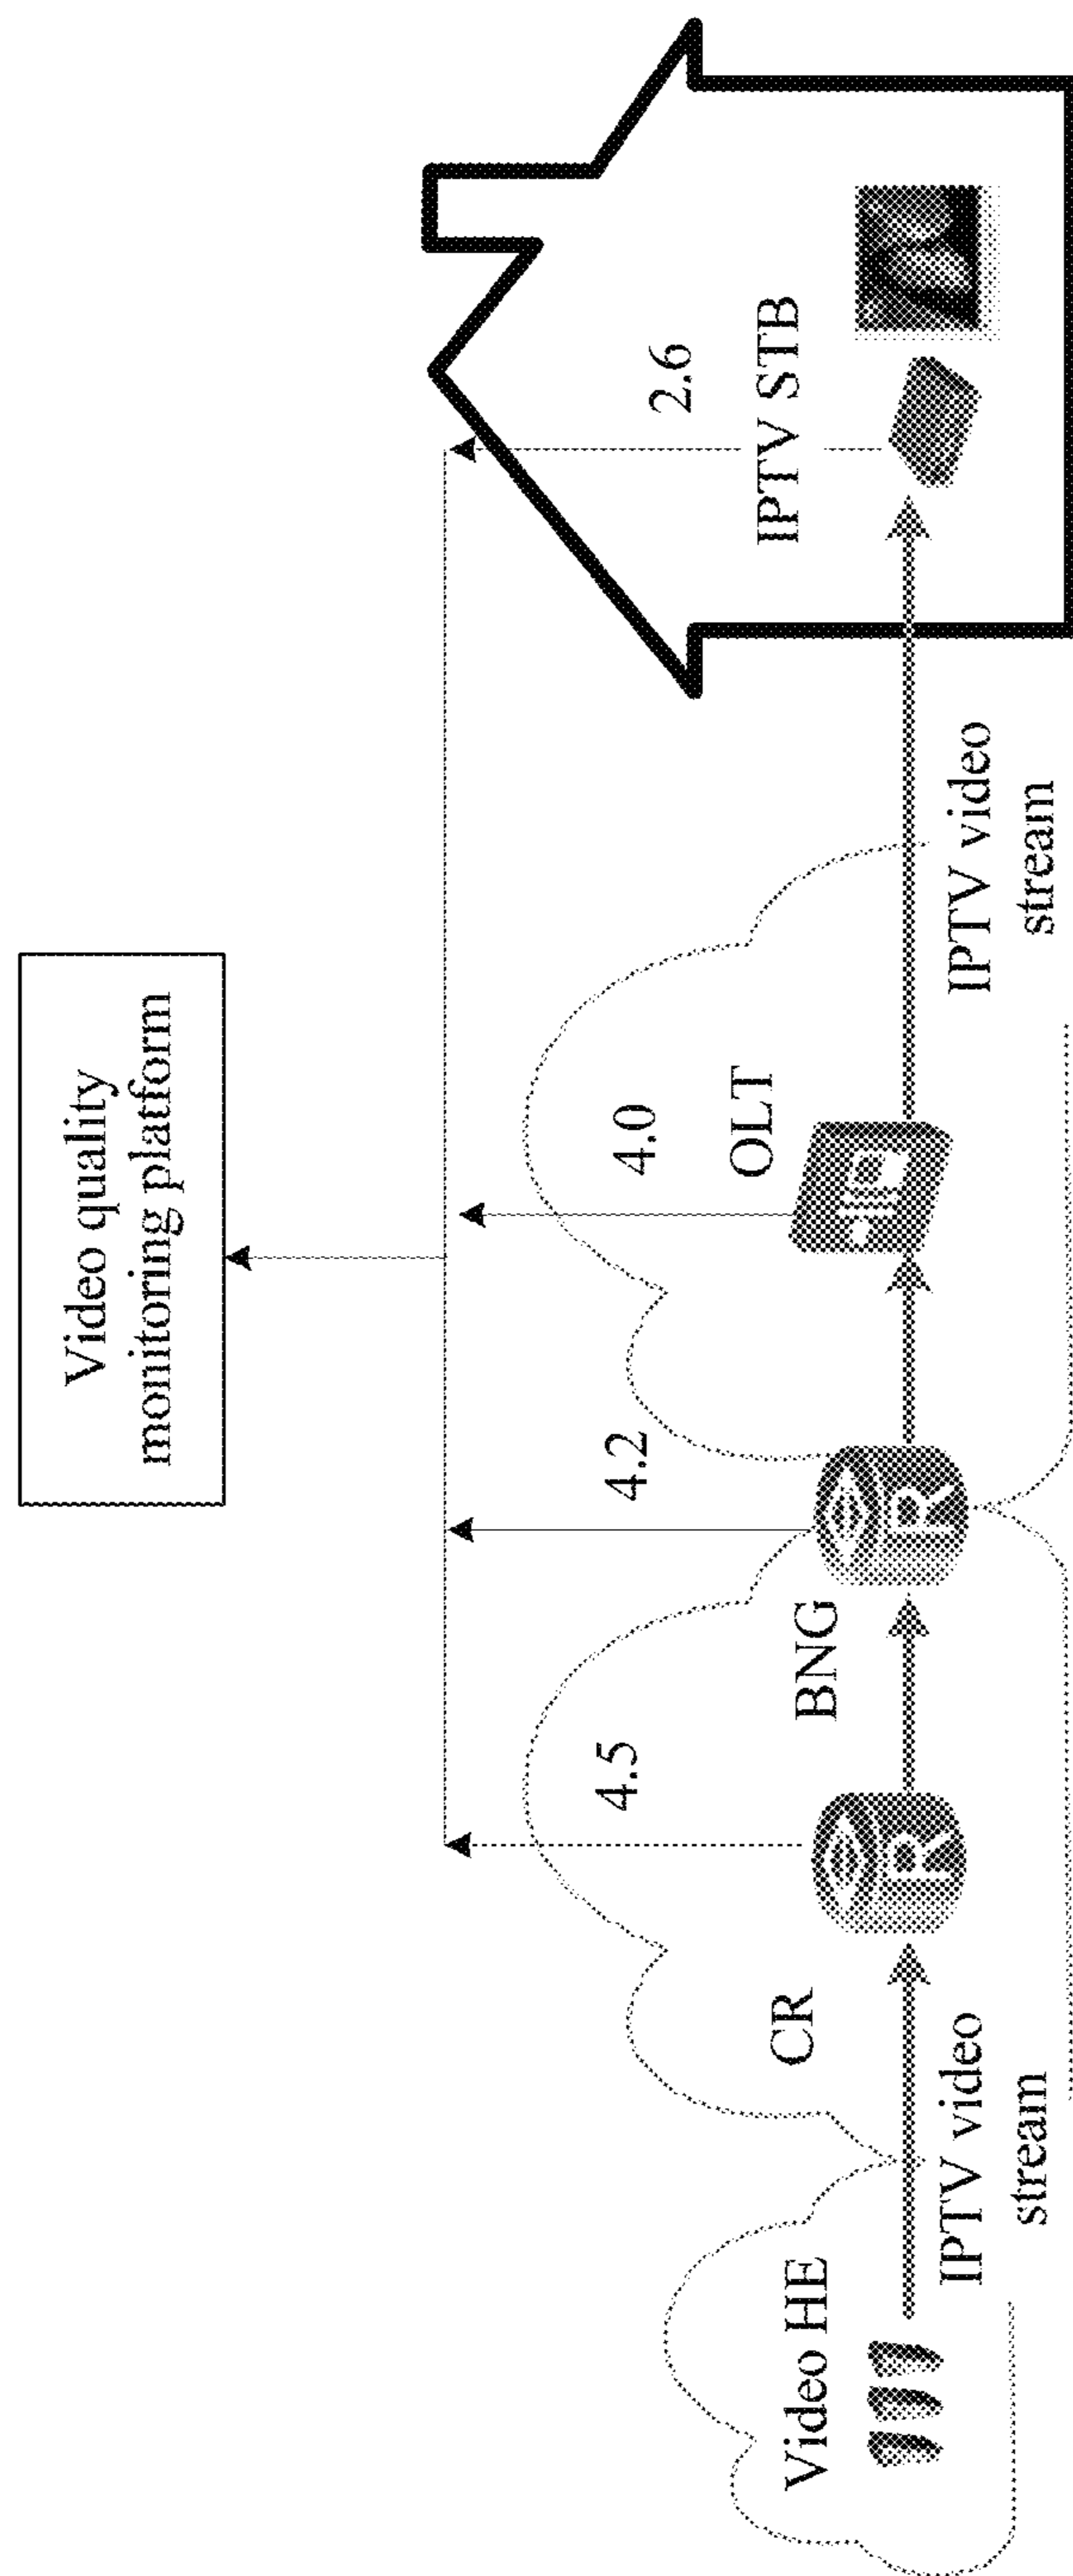 Video quality
monitoring platform
4.5
4.2
4.0
2.6
Video HE
CR
BNG
OLT
IPTV STB
IPTV video
stream
IPTV video
stream
R
R